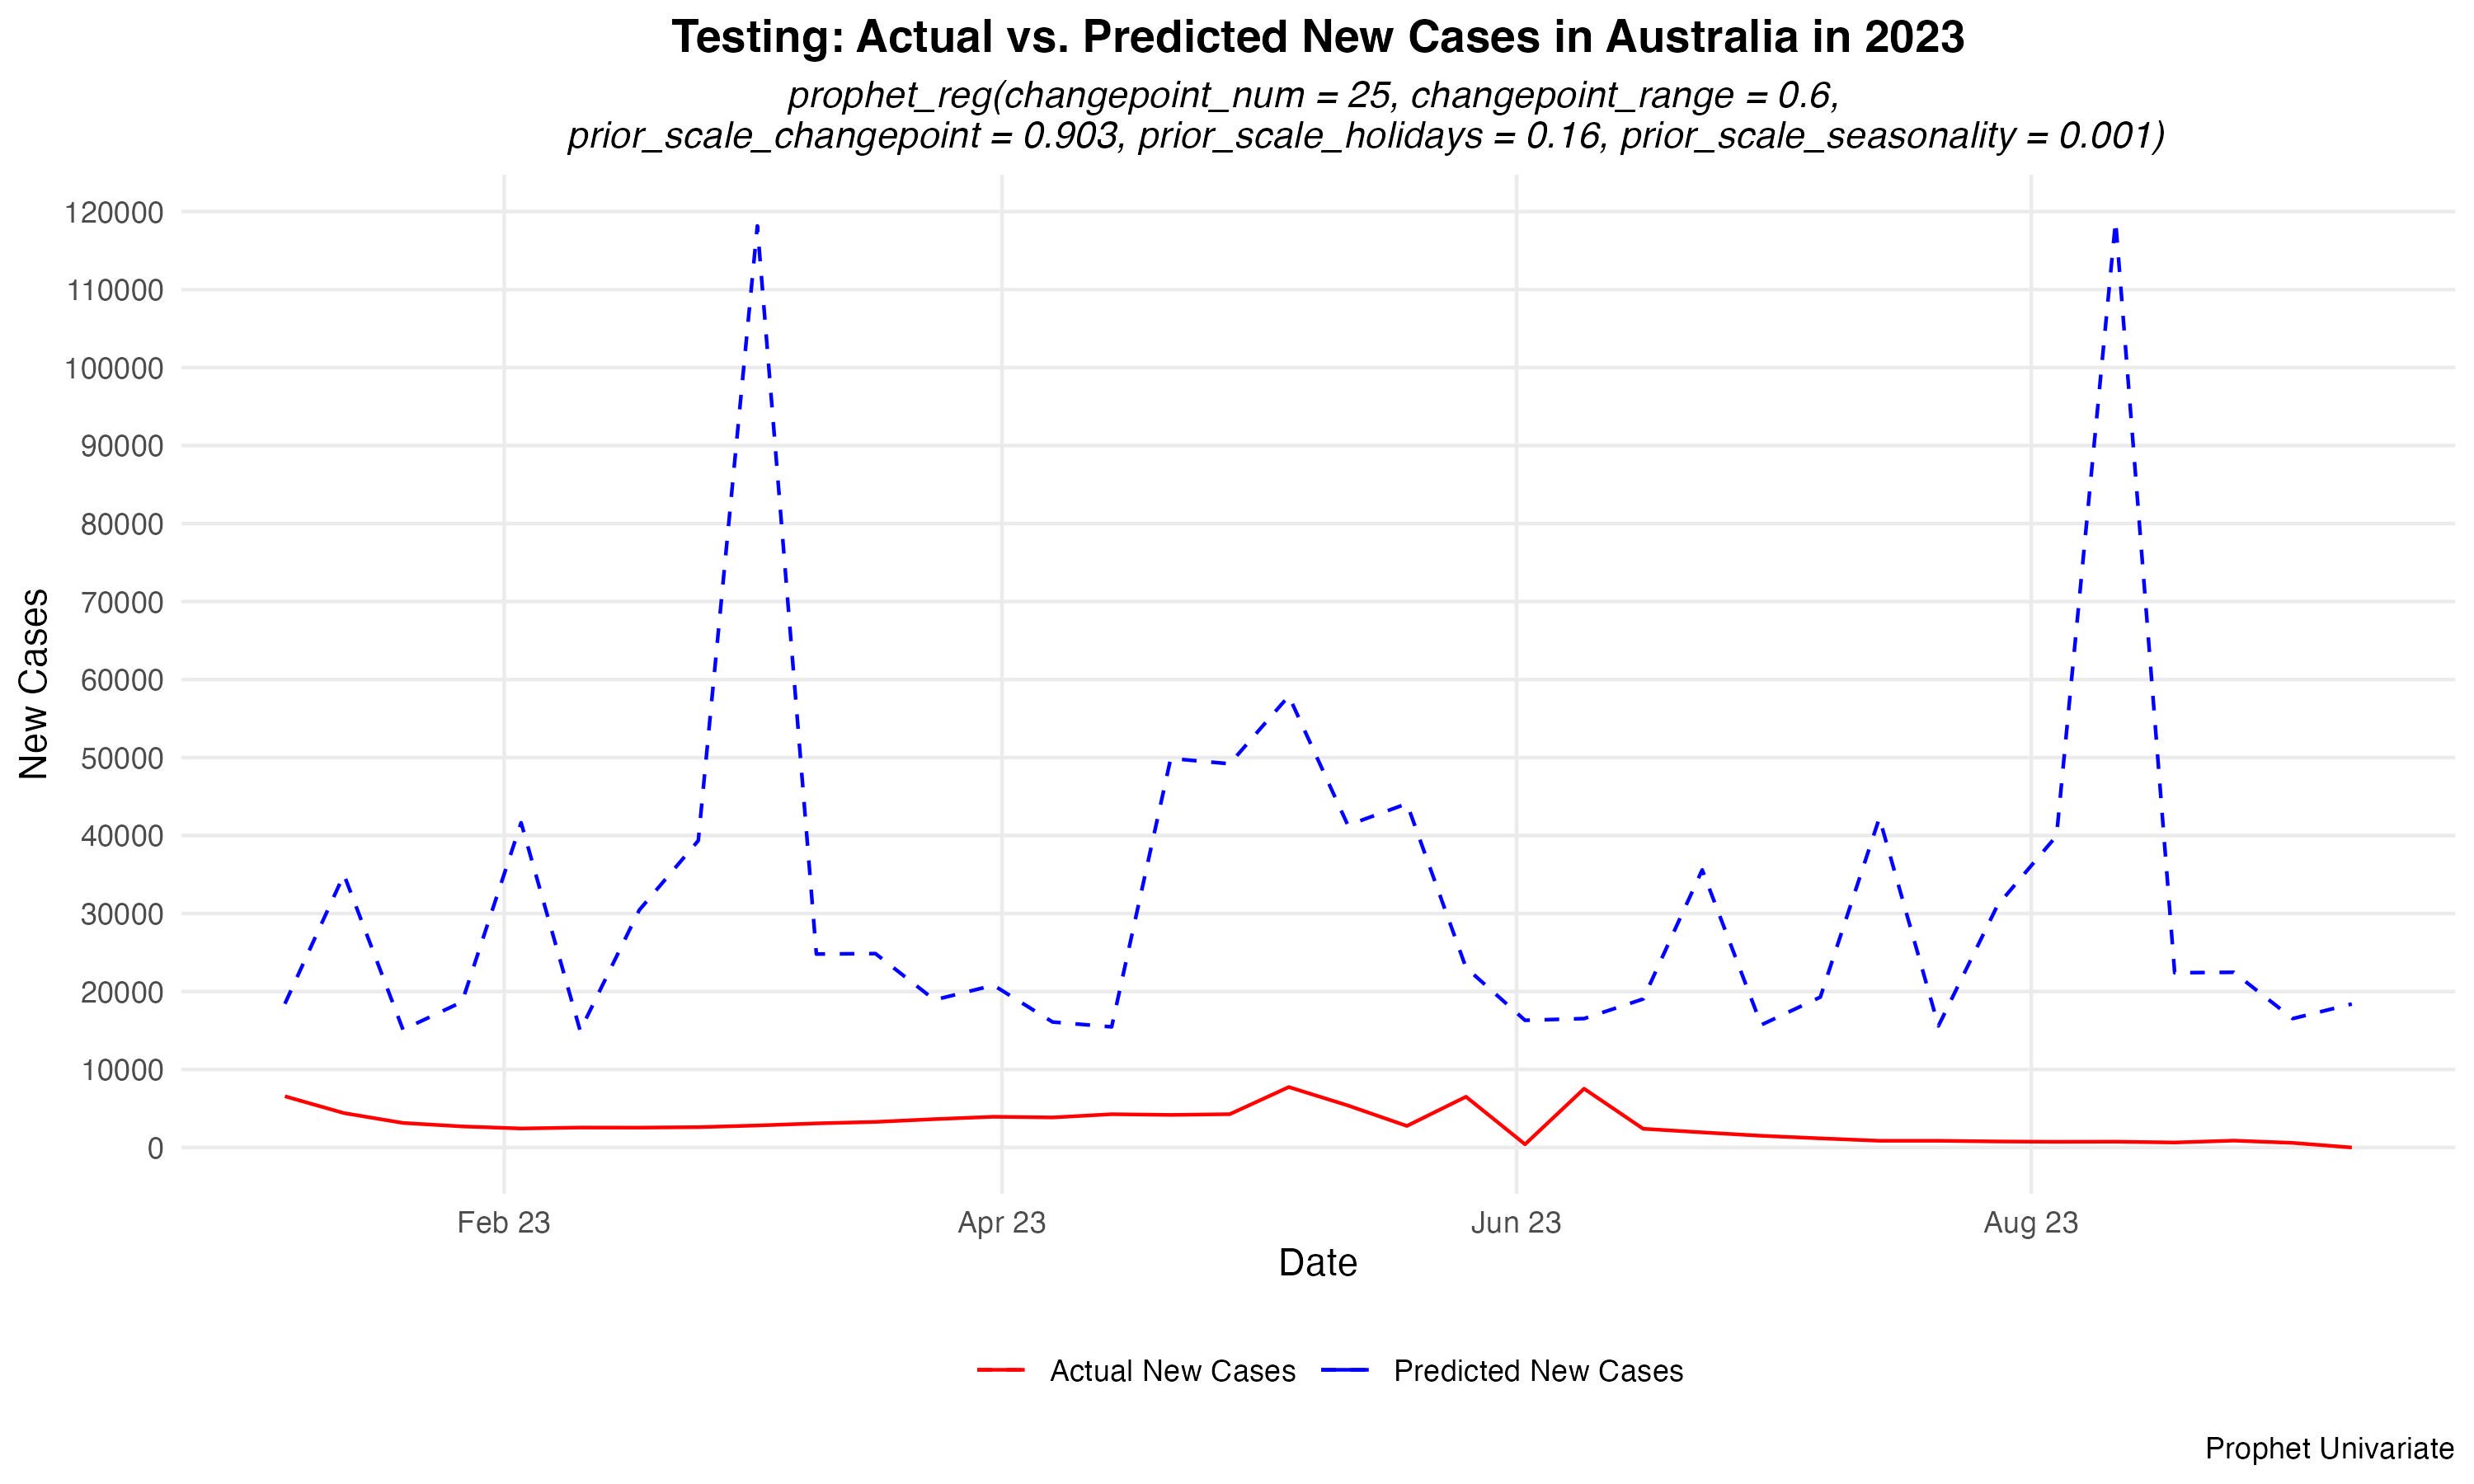 Testing: Actual vs. Predicted New Cases in Australia in 2023
prophet_reg(changepoint_num = 25, changepoint_range = 0.6,
prior_scale_changepoint = 0.903, prior_scale_holidays = 0.16, prior_scale_seasonality = 0.001)
120000
110000
100000
90000
80000
70000
60000
50000
40000
30000
20000
10000
0
New Cases
Feb 23
Apr 23
Jun 23
Aug 23
Date
Actual New Cases
Predicted New Cases
Prophet Univariate